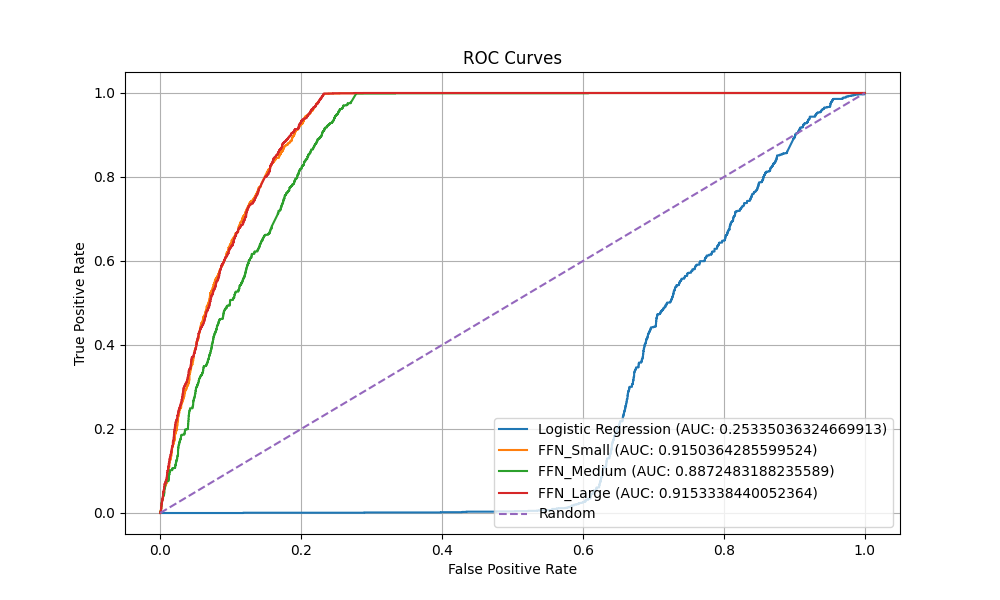 ROC Curves
1.0
0.8
0.6
0.4
0.2
0.0
True Positive Rate
0.0 0.2 0.4 0.6 0.8 1.0
False Positive Rate
Logistic Regression (AUC: 0.25335036324669913)
FFN_Small (AUC: 0.9150364285599524)
FFN_Medium (AUC: 0.8872483188235589)
FFN_Large (AUC: 0.9153338440052364)
Random